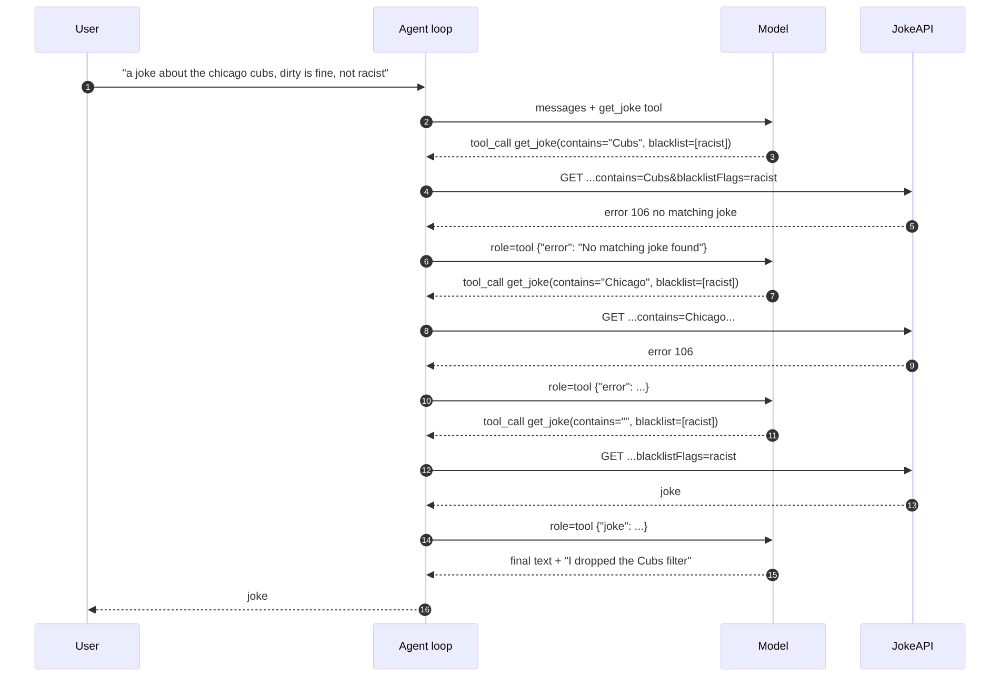 User
Agent loop
Model
JokeAPI
"a joke about the chicago cubs, dirty is fine, not racist"
1
messages + get_joke tool
2
tool_call get_joke(contains="Cubs", blacklist=[racist])
3
GET ...contains=Cubs&blacklistFlags=racist
4
error 106 no matching joke
5
role=tool {"error": "No matching joke found"}
6
tool_call get_joke(contains="Chicago", blacklist=[racist])
7
GET ...contains=Chicago...
8
error 106
9
role=tool {"error": ...}
10
tool_call get_joke(contains="", blacklist=[racist])
11
GET ...blacklistFlags=racist
12
joke
13
role=tool {"joke": ...}
14
final text + "I dropped the Cubs filter"
15
joke
16
User
Agent loop
Model
JokeAPI